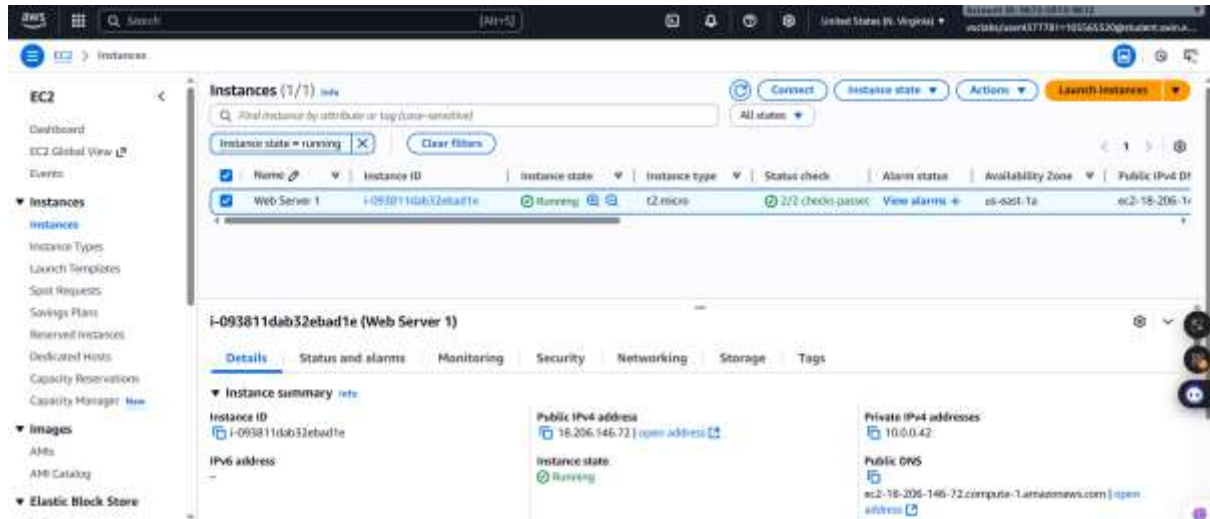 aws
Search
[Alt+S]
United States (N. Virginia)
EC2 > Instances
EC2
Dashboard
EC2 Global View
Events
Instances
Instances
Instance Types
Launch Templates
Spot Requests
Savings Plans
Reserved Instances
Dedicated Hosts
Capacity Reservations
Capacity Manager New
Images
AMIs
AMI Catalog
Elastic Block Store
Instances (1/1) Info
Connect
Instance state
Actions
Launch instances
Find Instance by attribute or tag (case-sensitive)
All states
Instance state = running
Clear filters
1
Name Instance ID Instance state Instance type Status check Alarm status Availability Zone Public IPv4 DN
Web Server 1 i-093811dab32ebad1e Running t2.micro 2/2 checks passec View alarms + us-east-1a ec2-18-206-14
i-093811dab32ebad1e (Web Server 1)
Details Status and alarms Monitoring Security Networking Storage Tags
Instance summary Info
Instance ID
i-093811dab32ebad1e
Public IPv4 address
18.206.146.72 | open address
Private IPv4 addresses
10.0.0.42
IPv6 address
–
Instance state
Running
Public DNS
ec2-18-206-146-72.compute-1.amazonaws.com | open address